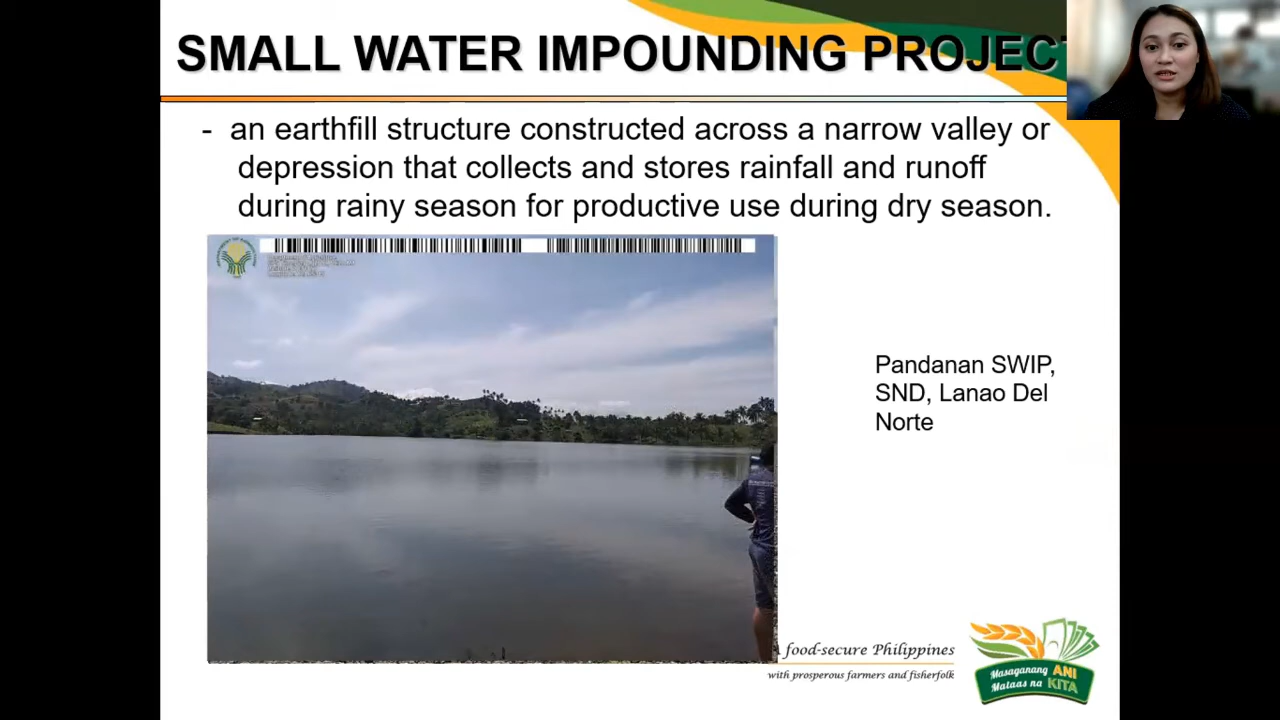 SMALL WATER IMPOUNDING PROJEC
- an earthfill structure constructed across a narrow valley or
depression that collects and stores rainfall and runoff
during rainy season for productive use during dry season.
Pandanan SWIP,
SND, Lanao Del
Norte
food-secure Philippines
with prosperous farmers and fisherfolk
Masaganang ANI
Mataas na KITA